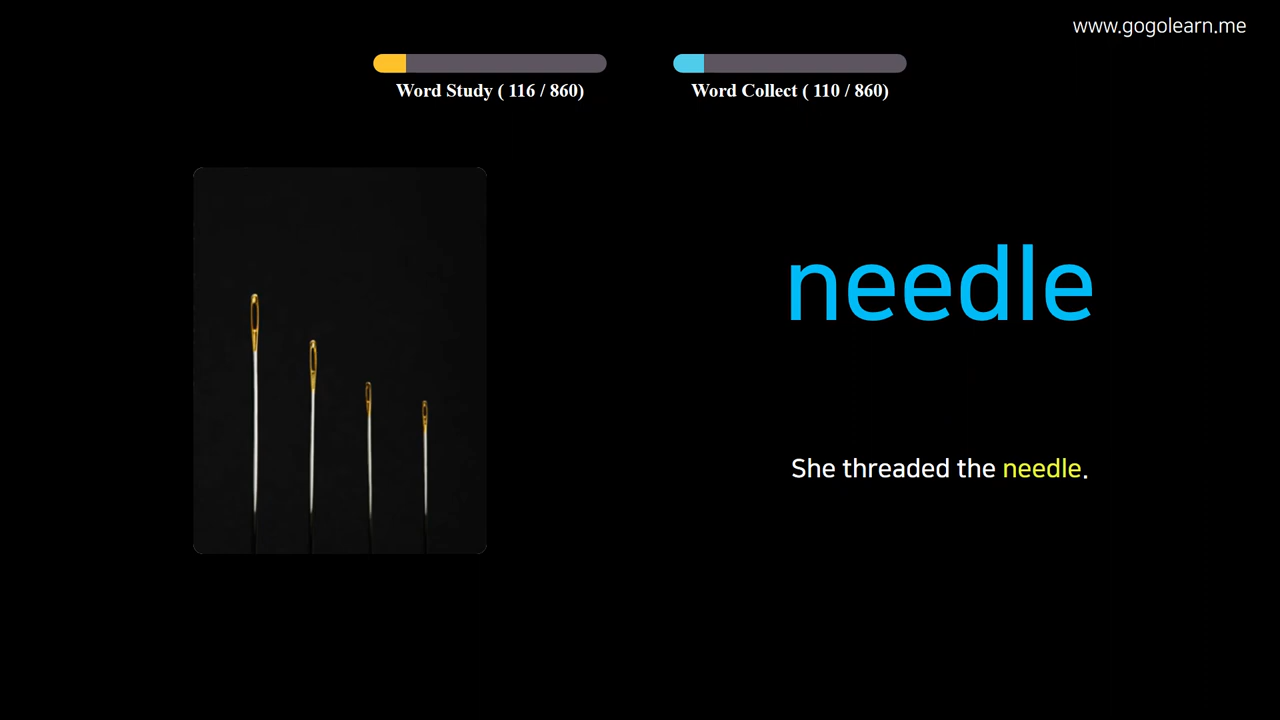 www.gogolearn.me
Word Study ( 116 / 860)
Word Collect ( 110 / 860)
needle
She threaded the needle.